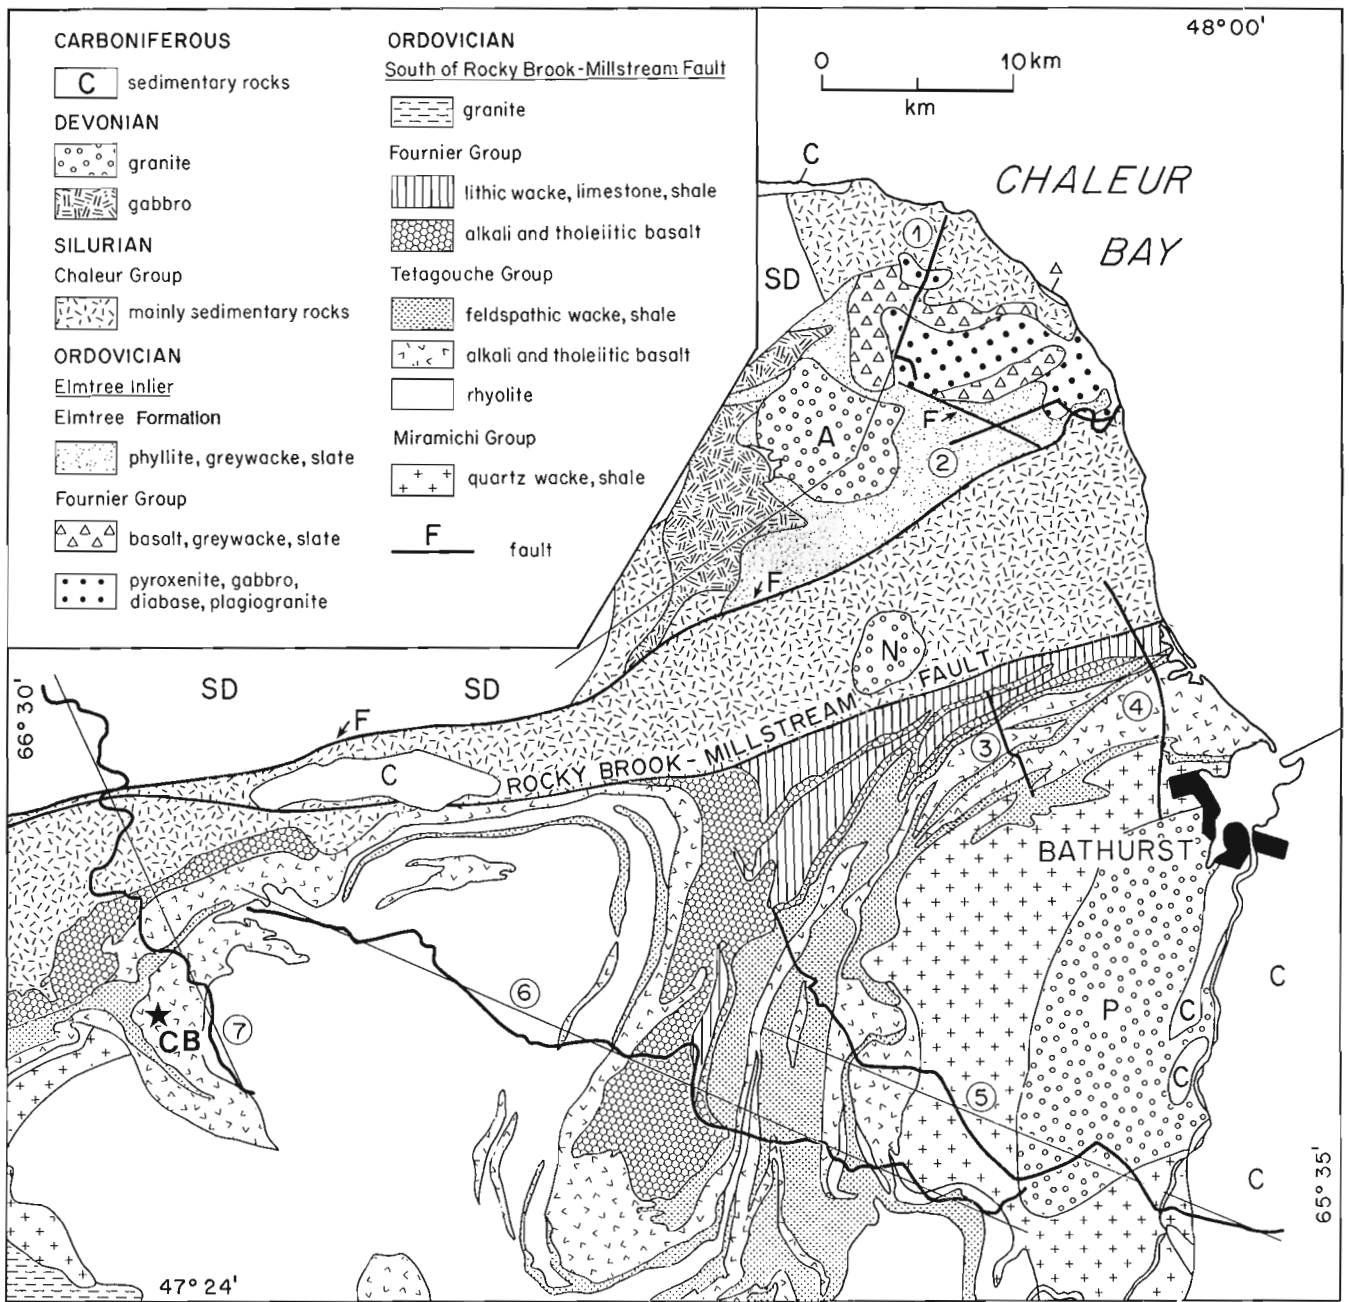 CARBONIFEROUS
C sedimentary rocks
DEVONIAN
granite
gabbro
SILURIAN
Chaleur Group
mainly sedimentary rocks
ORDOVICIAN
Elmtree Inlier
Elmtree Formation
phyllite, greywacke, slate
Fournier Group
basalt, greywacke, slate
pyroxenite, gabbro,
diabase, plagiogranite
ORDOVICIAN
South of Rocky Brook-Millstream Fault
granite
Fournier Group
lithic wacke, limestone, shale
alkali and tholeiitic basalt
Tetagouche Group
feldspathic wacke, shale
alkali and tholeiitic basalt
rhyolite
Miramichi Group
quartz wacke, shale
F fault
48°00'
0 10 km
km
C
CHALEUR
BAY
1
SD
A
F
2
F
N
SD
SD
66°30'
F
C
ROCKY BROOK-MILLSTREAM FAULT
4
3
BATHURST
6
P
C
C
CB
7
C
5
C
65°35'
47°24'